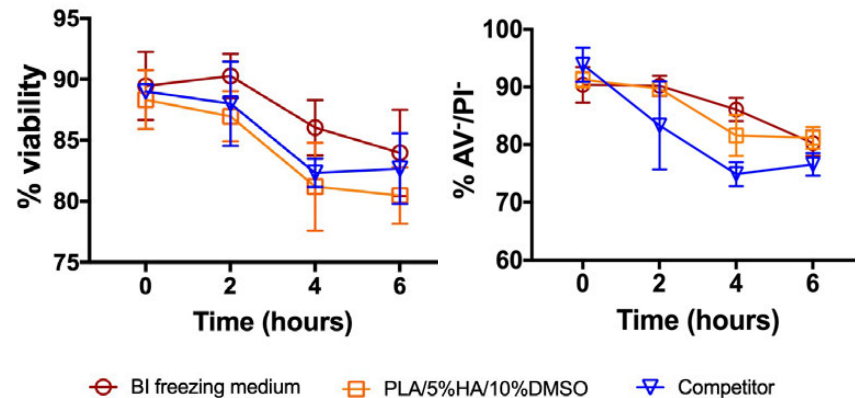 % viability
95
90
85
80
75
0 2 4 6
Time (hours)
% AV⁻/PI⁻
100
90
80
70
60
0 2 4 6
Time (hours)
BI freezing medium PLA/5%HA/10%DMSO Competitor